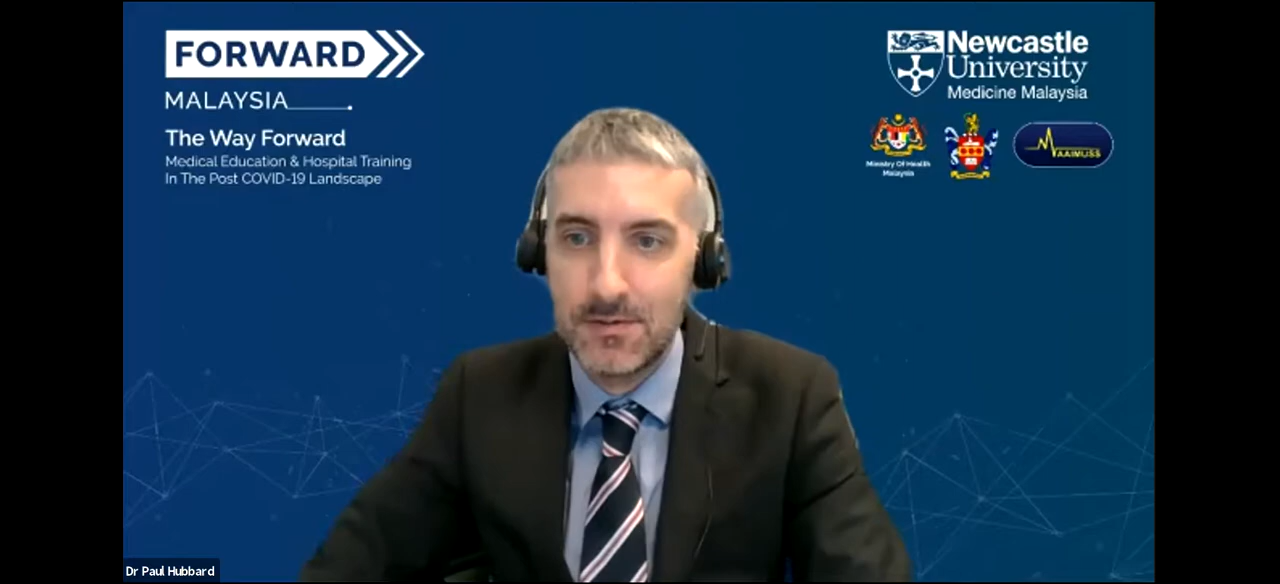 FORWARD
MALAYSIA
The Way Forward
Medical Education & Hospital Training
In The Post COVID-19 Landscape
Newcastle
University
Medicine Malaysia
Ministry Of Health
Malaysia
AAIMUSS
Dr Paul Hubbard